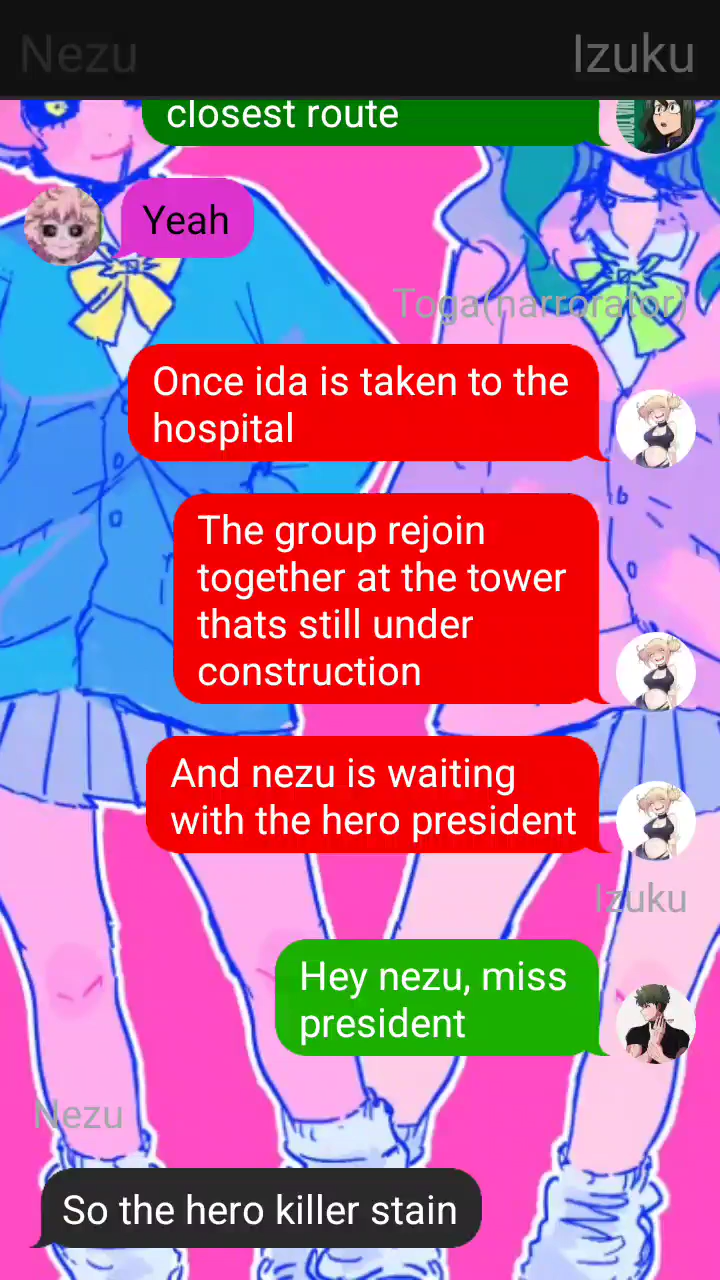 Nezu
Izuku
closest route
Yeah
Toga(narrorator)
Once ida is taken to the
hospital
The group rejoin
together at the tower
thats still under
construction
And nezu is waiting
with the hero president
Izuku
Hey nezu, miss
president
Nezu
So the hero killer stain